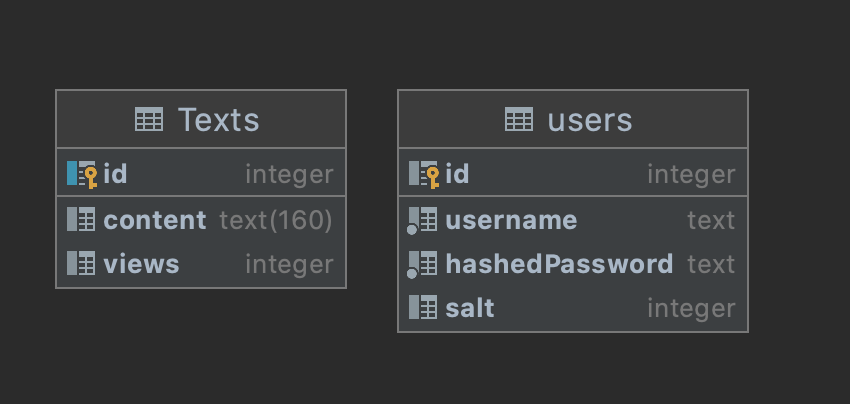 Texts
id integer
content text(160)
views integer
users
id integer
username text
hashedPassword text
salt integer